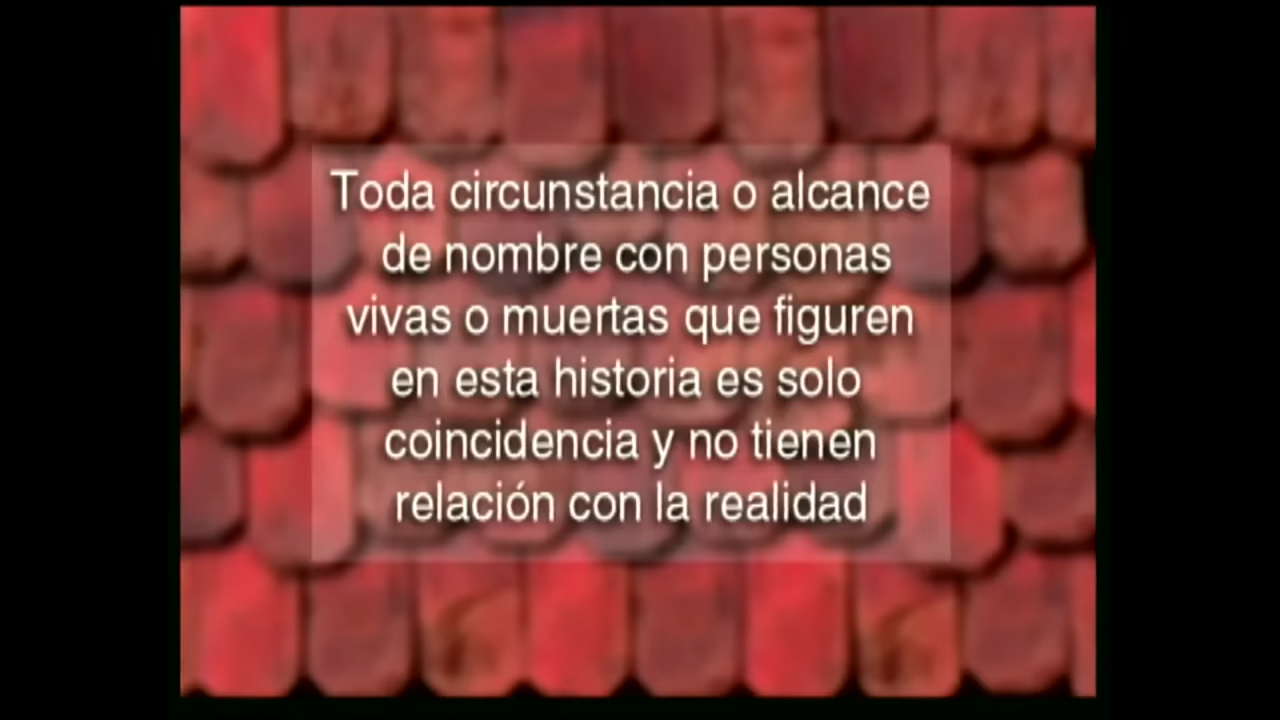 Toda circunstancia o alcance
de nombre con personas
vivas o muertas que figuren
en esta historia es solo
coincidencia y no tienen
relación con la realidad